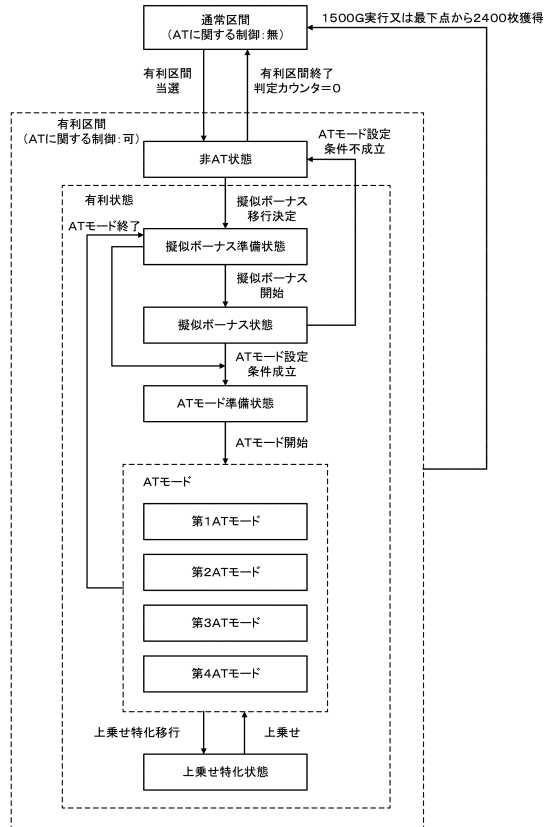 通常区間
(ATに関する制御:無)
1500G実行又は最下点から2400枚獲得
有利区間
当選
有利区間終了
判定カウンタ=0
有利区間
(ATに関する制御:可)
ATモード設定
条件不成立
非AT状態
有利状態
擬似ボーナス
移行決定
ATモード終了
擬似ボーナス準備状態
擬似ボーナス
開始
擬似ボーナス状態
ATモード設定
条件成立
ATモード準備状態
ATモード開始
ATモード
第1ATモード
第2ATモード
第3ATモード
第4ATモード
上乗せ特化移行
上乗せ
上乗せ特化状態